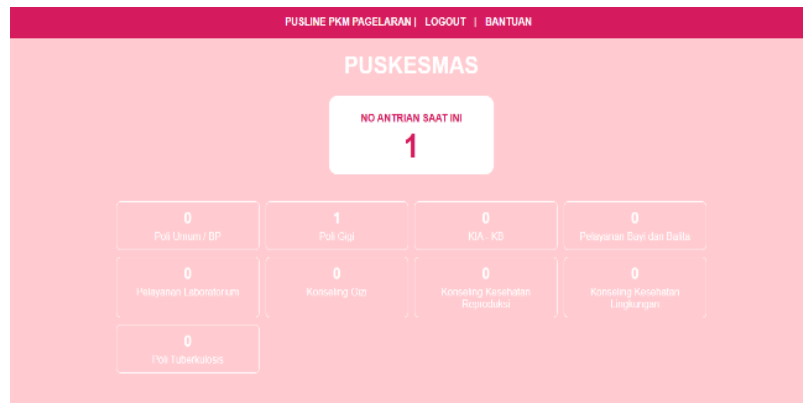 PUSLINE PKM PAGELARAN | LOGOUT | BANTUAN
PUSKESMAS
NO ANTRIAN SAAT INI
1
0
Poli Umum / BP
1
Poli Gigi
0
KIA - KB
0
Pelayanan Bayi dan Balita
0
Pelayanan Laboratorium
0
Konseling Gizi
0
Konseling Kesehatan
Reproduksi
0
Konseling Kesehatan
Lingkungan
0
Poli Tuberkulosis